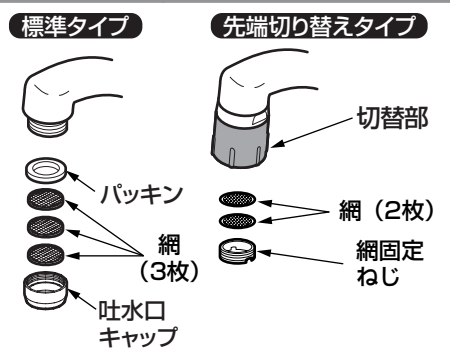 標準タイプ
パッキン
網
（3枚）
吐水口
キャップ
先端切り替えタイプ
切替部
網（2枚）
網固定
ねじ